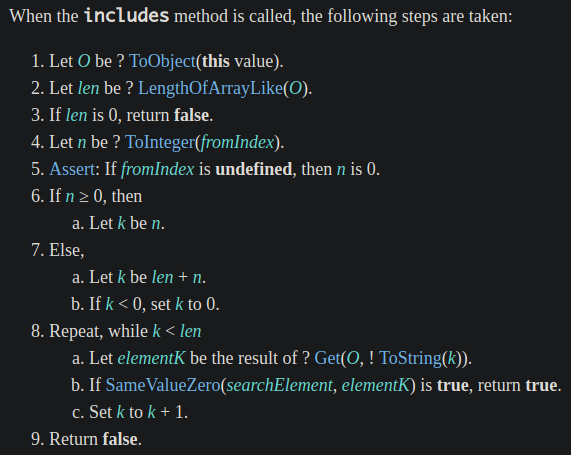 When the includes method is called, the following steps are taken:
1. Let O be ? ToObject(this value).
2. Let len be ? LengthOfArrayLike(O).
3. If len is 0, return false.
4. Let n be ? ToInteger(fromIndex).
5. Assert: If fromIndex is undefined, then n is 0.
6. If n ≥ 0, then
a. Let k be n.
7. Else,
a. Let k be len + n.
b. If k < 0, set k to 0.
8. Repeat, while k < len
a. Let elementK be the result of ? Get(O, ! ToString(k)).
b. If SameValueZero(searchElement, elementK) is true, return true.
c. Set k to k + 1.
9. Return false.